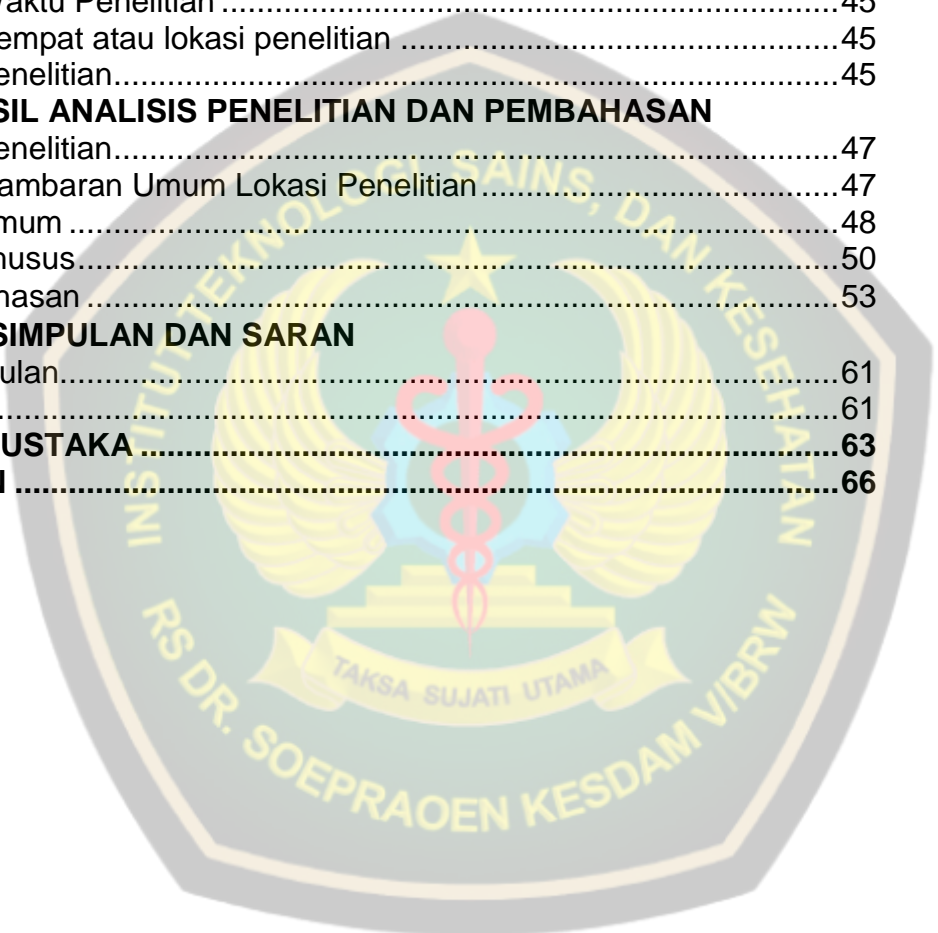 aktu Penelitian ........................................................................ 45
empat atau lokasi penelitian ................................................. 45
enelitian................................................................................. 45
SIL ANALISIS PENELITIAN DAN PEMBAHASAN
enelitian................................................................................. 47
ambaran Umum Lokasi Penelitian ........................................ 47
mum ...................................................................................... 48
husus..................................................................................... 50
hasan .................................................................................... 53
SIMPULAN DAN SARAN
ulan....................................................................................... 61
.............................................................................................. 61
USTAKA ............................................................................... 63
.............................................................................................. 66
INSTITUT TEKNOLOGI, SAINS, DAN KESEHATAN
TAKSA SUJATI UTAMA
RS DR. SOEPRAOEN KESDAM V/BRW